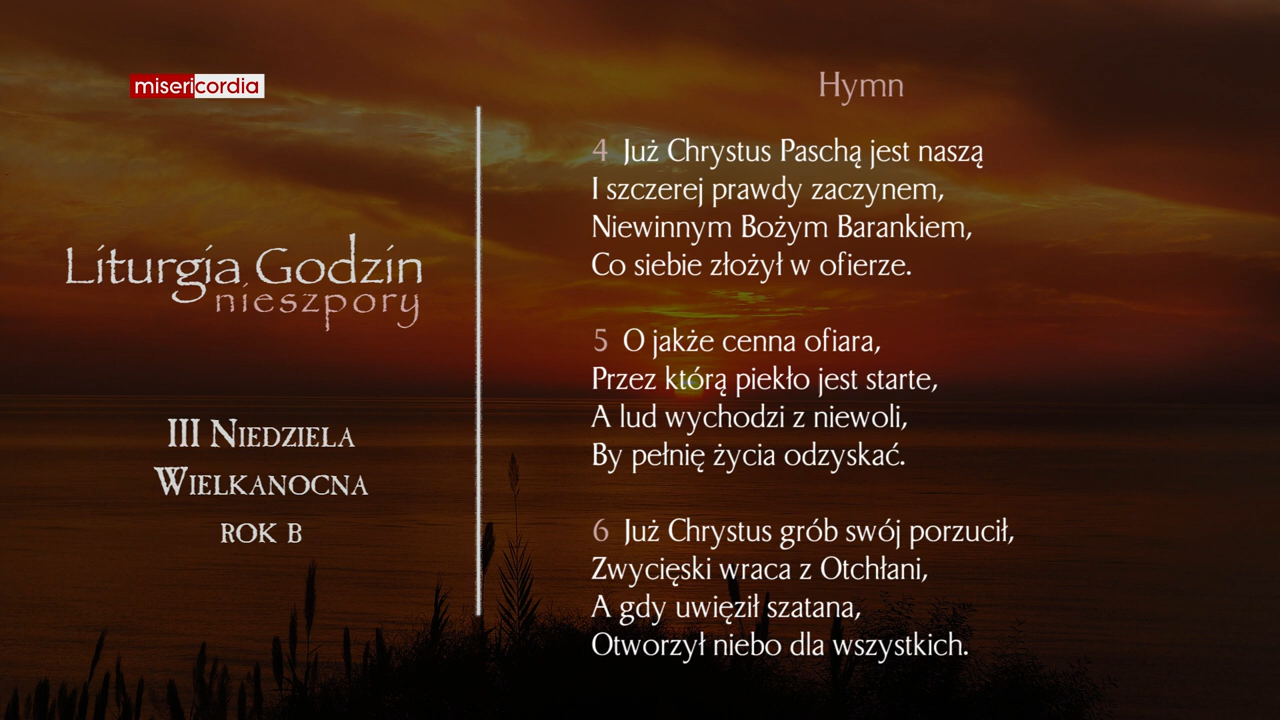 misericordia
Liturgia Godzin
nieszpory
III Niedziela
Wielkanocna
rok B
Hymn
4 Już Chrystus Paschą jest naszą
I szczerej prawdy zaczynem,
Niewinnym Bożym Barankiem,
Co siebie złożył w ofierze.
5 O jakże cenna ofiara,
Przez którą piekło jest starte,
A lud wychodzi z niewoli,
By pełnię życia odzyskać.
6 Już Chrystus grób swój porzucił,
Zwycięski wraca z Otchłani,
A gdy uwięził szatana,
Otworzył niebo dla wszystkich.